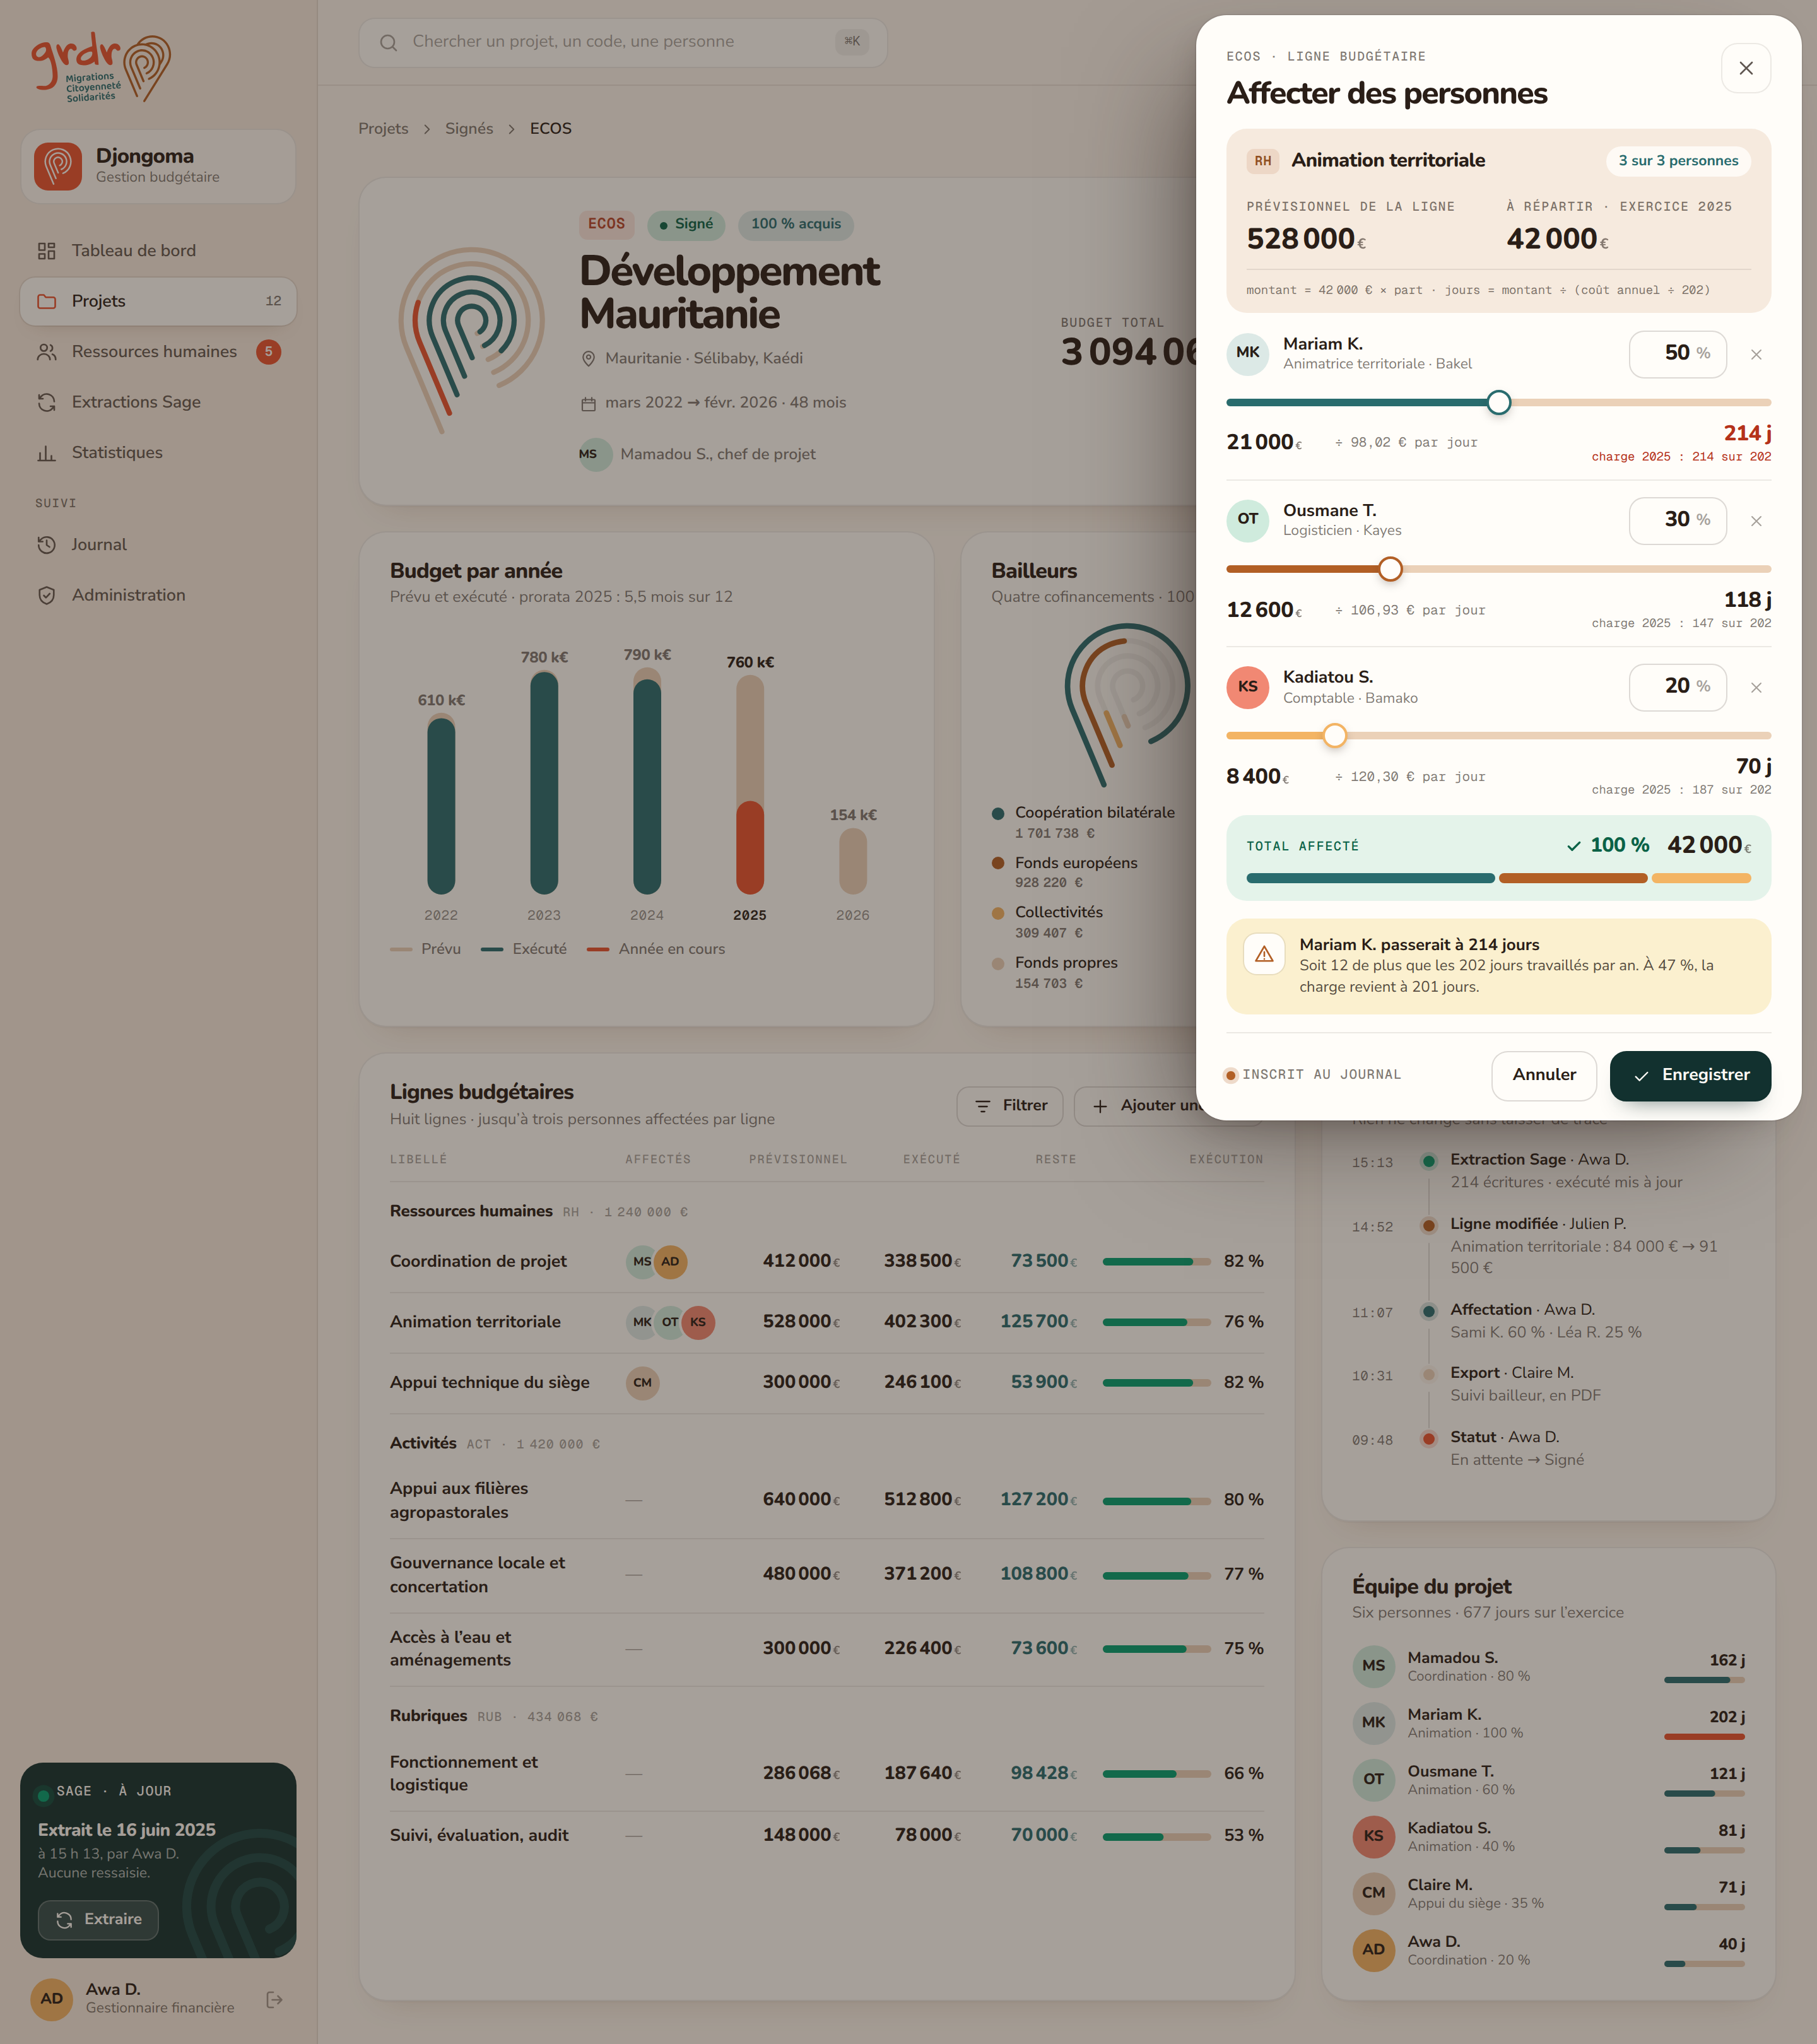 grdr
Migrations
Citoyenneté
Solidarités
Djongoma
Gestion budgétaire
Tableau de bord
Projets 12
Ressources humaines 5
Extractions Sage
Statistiques
SUIVI
Journal
Administration
SAGE · À JOUR
Extrait le 16 juin 2025
à 15 h 13, par Awa D.
Aucune ressaisie.
Extraire
AD Awa D.
Gestionnaire financière
Chercher un projet, un code, une personne ⌘K
Projets > Signés > ECOS
ECOS Signé 100 % acquis
Développement
Mauritanie
Mauritanie · Sélibaby, Kaédi
mars 2022 → févr. 2026 · 48 mois
MS Mamadou S., chef de projet
BUDGET TOTAL
3 094 06
Budget par année
Prévu et exécuté · prorata 2025 : 5,5 mois sur 12
610 k€ 780 k€ 790 k€ 760 k€ 154 k€
2022 2023 2024 2025 2026
Prévu Exécuté Année en cours
Bailleurs
Quatre cofinancements · 100
Coopération bilatérale
1 701 738 €
Fonds européens
928 220 €
Collectivités
309 407 €
Fonds propres
154 703 €
Lignes budgétaires
Huit lignes · jusqu'à trois personnes affectées par ligne
Filtrer
Ajouter une
LIBELLÉ AFFECTÉS PRÉVISIONNEL EXÉCUTÉ RESTE EXÉCUTION
Ressources humaines RH · 1 240 000 €
Coordination de projet MS AD 412 000 € 338 500 € 73 500 € 82 %
Animation territoriale MK OT KS 528 000 € 402 300 € 125 700 € 76 %
Appui technique du siège CM 300 000 € 246 100 € 53 900 € 82 %
Activités ACT · 1 420 000 €
Appui aux filières
agropastorales — 640 000 € 512 800 € 127 200 € 80 %
Gouvernance locale et
concertation — 480 000 € 371 200 € 108 800 € 77 %
Accès à l'eau et
aménagements — 300 000 € 226 400 € 73 600 € 75 %
Rubriques RUB · 434 068 €
Fonctionnement et
logistique — 286 068 € 187 640 € 98 428 € 66 %
Suivi, évaluation, audit — 148 000 € 78 000 € 70 000 € 53 %
ECOS · LIGNE BUDGÉTAIRE
Affecter des personnes
RH Animation territoriale 3 sur 3 personnes
PRÉVISIONNEL DE LA LIGNE À RÉPARTIR · EXERCICE 2025
528 000 € 42 000 €
montant = 42 000 € × part · jours = montant ÷ (coût annuel ÷ 202)
MK Mariam K. 50 %
Animatrice territoriale · Bakel
21 000 € ÷ 98,02 € par jour 214 j
charge 2025 : 214 sur 202
OT Ousmane T. 30 %
Logisticien · Kayes
12 600 € ÷ 106,93 € par jour 118 j
charge 2025 : 147 sur 202
KS Kadiatou S. 20 %
Comptable · Bamako
8 400 € ÷ 120,30 € par jour 70 j
charge 2025 : 187 sur 202
TOTAL AFFECTÉ 100 % 42 000 €
Mariam K. passerait à 214 jours
Soit 12 de plus que les 202 jours travaillés par an. À 47 %, la
charge revient à 201 jours.
INSCRIT AU JOURNAL Annuler Enregistrer
Rien ne change sans laisser de trace
15:13 Extraction Sage · Awa D.
214 écritures · exécuté mis à jour
14:52 Ligne modifiée · Julien P.
Animation territoriale : 84 000 € → 91
500 €
11:07 Affectation · Awa D.
Sami K. 60 % · Léa R. 25 %
10:31 Export · Claire M.
Suivi bailleur, en PDF
09:48 Statut · Awa D.
En attente → Signé
Équipe du projet
Six personnes · 677 jours sur l'exercice
MS Mamadou S. 162 j
Coordination · 80 %
MK Mariam K. 202 j
Animation · 100 %
OT Ousmane T. 121 j
Animation · 60 %
KS Kadiatou S. 81 j
Animation · 40 %
CM Claire M. 71 j
Appui du siège · 35 %
AD Awa D. 40 j
Coordination · 20 %